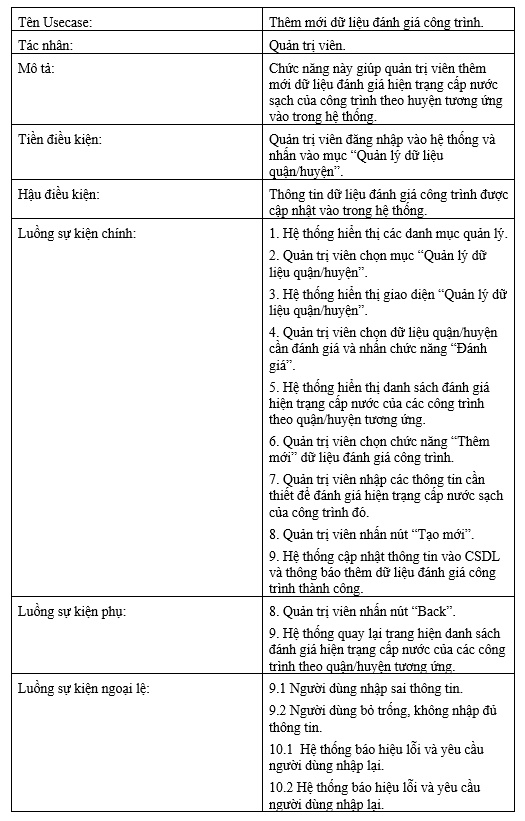 Tên Usecase:
Thêm mới dữ liệu đánh giá công trình.
Tác nhân:
Quản trị viên.
Mô tả:
Chức năng này giúp quản trị viên thêm
mới dữ liệu đánh giá hiện trạng cấp nước
sạch của công trình theo huyện tương ứng
vào trong hệ thống.
Tiền điều kiện:
Quản trị viên đăng nhập vào hệ thống và
nhấn vào mục “Quản lý dữ liệu
quận/huyện”.
Hậu điều kiện:
Thông tin dữ liệu đánh giá công trình được
cập nhật vào trong hệ thống.
Luồng sự kiện chính:
1. Hệ thống hiển thị các danh mục quản lý.
2. Quản trị viên chọn mục “Quản lý dữ
liệu quận/huyện”.
3. Hệ thống hiển thị giao diện “Quản lý dữ
liệu quận/huyện”.
4. Quản trị viên chọn dữ liệu quận/huyện
cần đánh giá và nhấn chức năng “Đánh
giá”.
5. Hệ thống hiển thị danh sách đánh giá
hiện trạng cấp nước của các công trình
theo quận/huyện tương ứng.
6. Quản trị viên chọn chức năng “Thêm
mới” dữ liệu đánh giá công trình.
7. Quản trị viên nhập các thông tin cần
thiết để đánh giá hiện trạng cấp nước sạch
của công trình đó.
8. Quản trị viên nhấn nút “Tạo mới”.
9. Hệ thống cập nhật thông tin vào CSDL
và thông báo thêm dữ liệu đánh giá công
trình thành công.
Luồng sự kiện phụ:
8. Quản trị viên nhấn nút “Back”.
9. Hệ thống quay lại trang hiện danh sách
đánh giá hiện trạng cấp nước của các công
trình theo quận/huyện tương ứng.
Luồng sự kiện ngoại lệ:
9.1 Người dùng nhập sai thông tin.
9.2 Người dùng bỏ trống, không nhập đủ
thông tin.
10.1 Hệ thống báo hiệu lỗi và yêu cầu
người dùng nhập lại.
10.2 Hệ thống báo hiệu lỗi và yêu cầu
người dùng nhập lại.